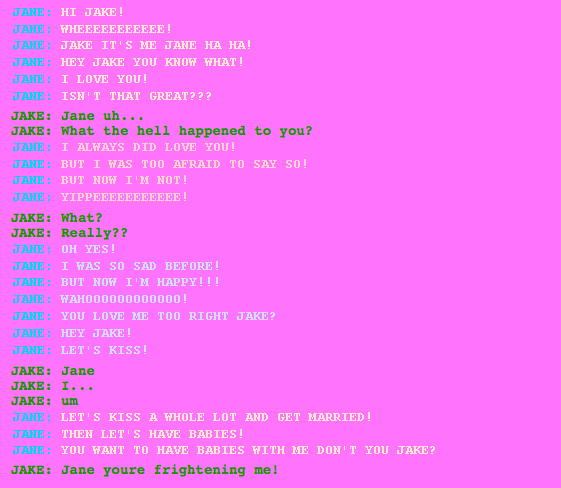 JANE: HI JAKE!
JANE: WHEEEEEEEEEE!
JANE: JAKE IT'S ME JANE HA HA!
JANE: HEY JAKE YOU KNOW WHAT!
JANE: I LOVE YOU!
JANE: ISN'T THAT GREAT???
JAKE: Jane uh...
JAKE: What the hell happened to you?
JANE: I ALWAYS DID LOVE YOU!
JANE: BUT I WAS TOO AFRAID TO SAY SO!
JANE: BUT NOW I'M NOT!
JANE: YIPPEEEEEEEEEEE!
JAKE: What?
JAKE: Really??
JANE: OH YES!
JANE: I WAS SO SAD BEFORE!
JANE: BUT NOW I'M HAPPY!!!
JANE: WAHOOOOOOOOOOOO!
JANE: YOU LOVE ME TOO RIGHT JAKE?
JANE: HEY JAKE!
JANE: LET'S KISS!
JAKE: Jane
JAKE: I...
JAKE: um
JANE: LET'S KISS A WHOLE LOT AND GET MARRIED!
JANE: THEN LET'S HAVE BABIES!
JANE: YOU WANT TO HAVE BABIES WITH ME DON'T YOU JAKE?
JAKE: Jane youre frightening me!